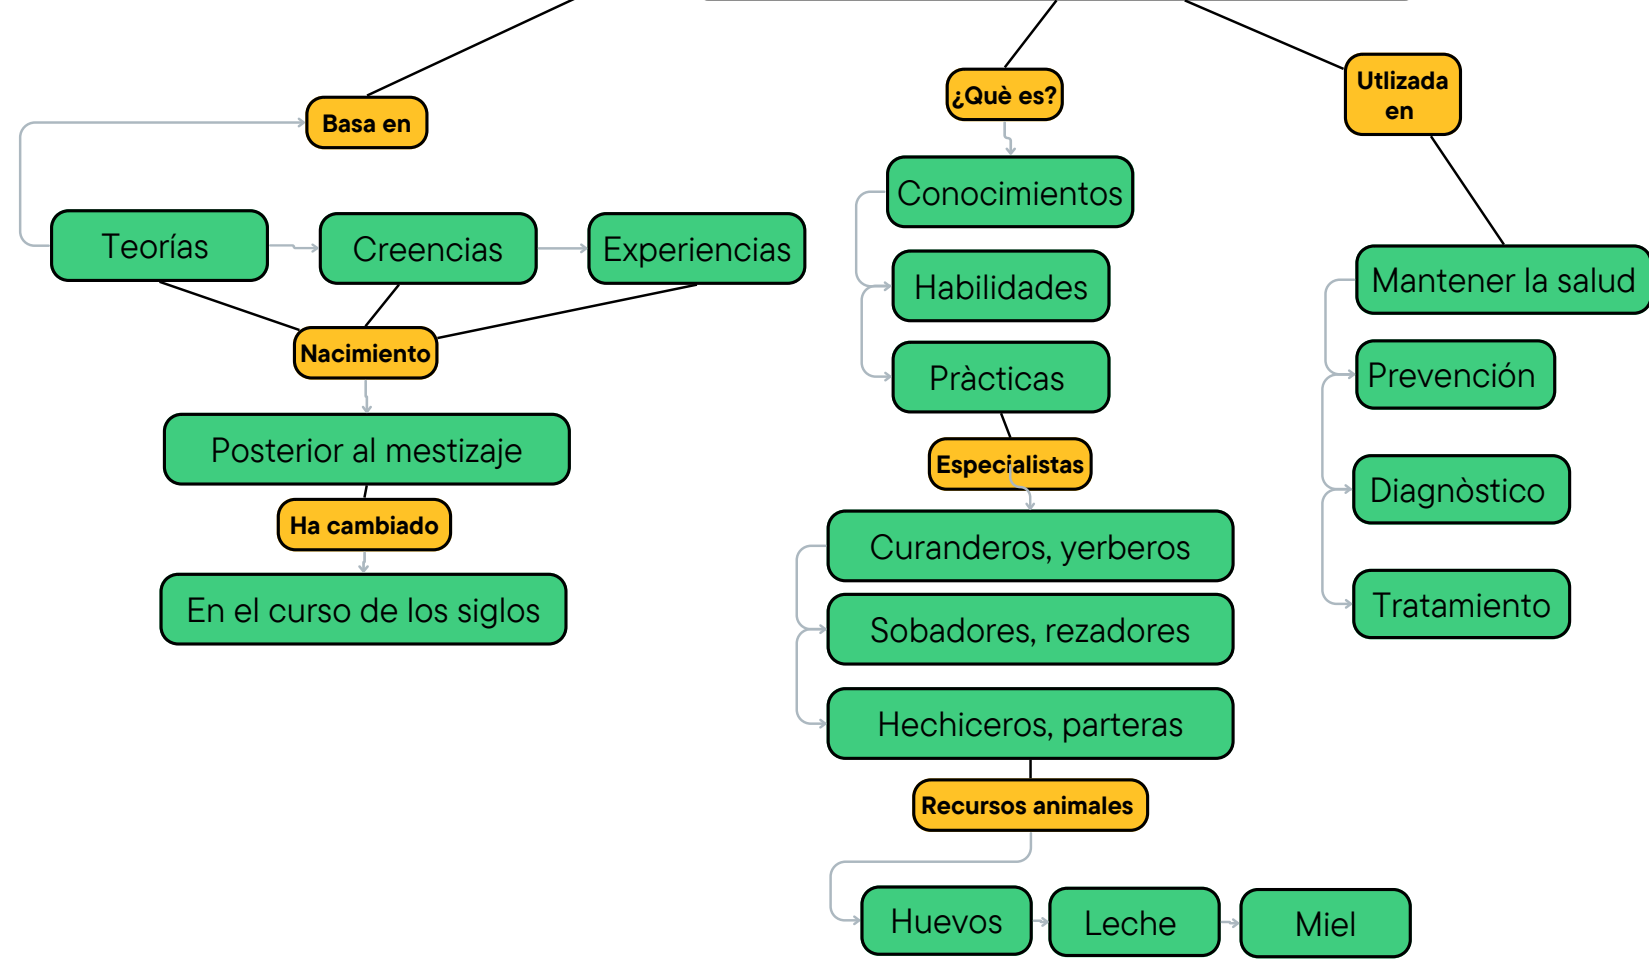 Basa en
Teorías
Creencias
Experiencias
Nacimiento
Posterior al mestizaje
Ha cambiado
En el curso de los siglos
¿Què es?
Conocimientos
Habilidades
Pràcticas
Especialistas
Curanderos, yerberos
Sobadores, rezadores
Hechiceros, parteras
Recursos animales
Huevos
Leche
Miel
Utlizada
en
Mantener la salud
Prevención
Diagnòstico
Tratamiento